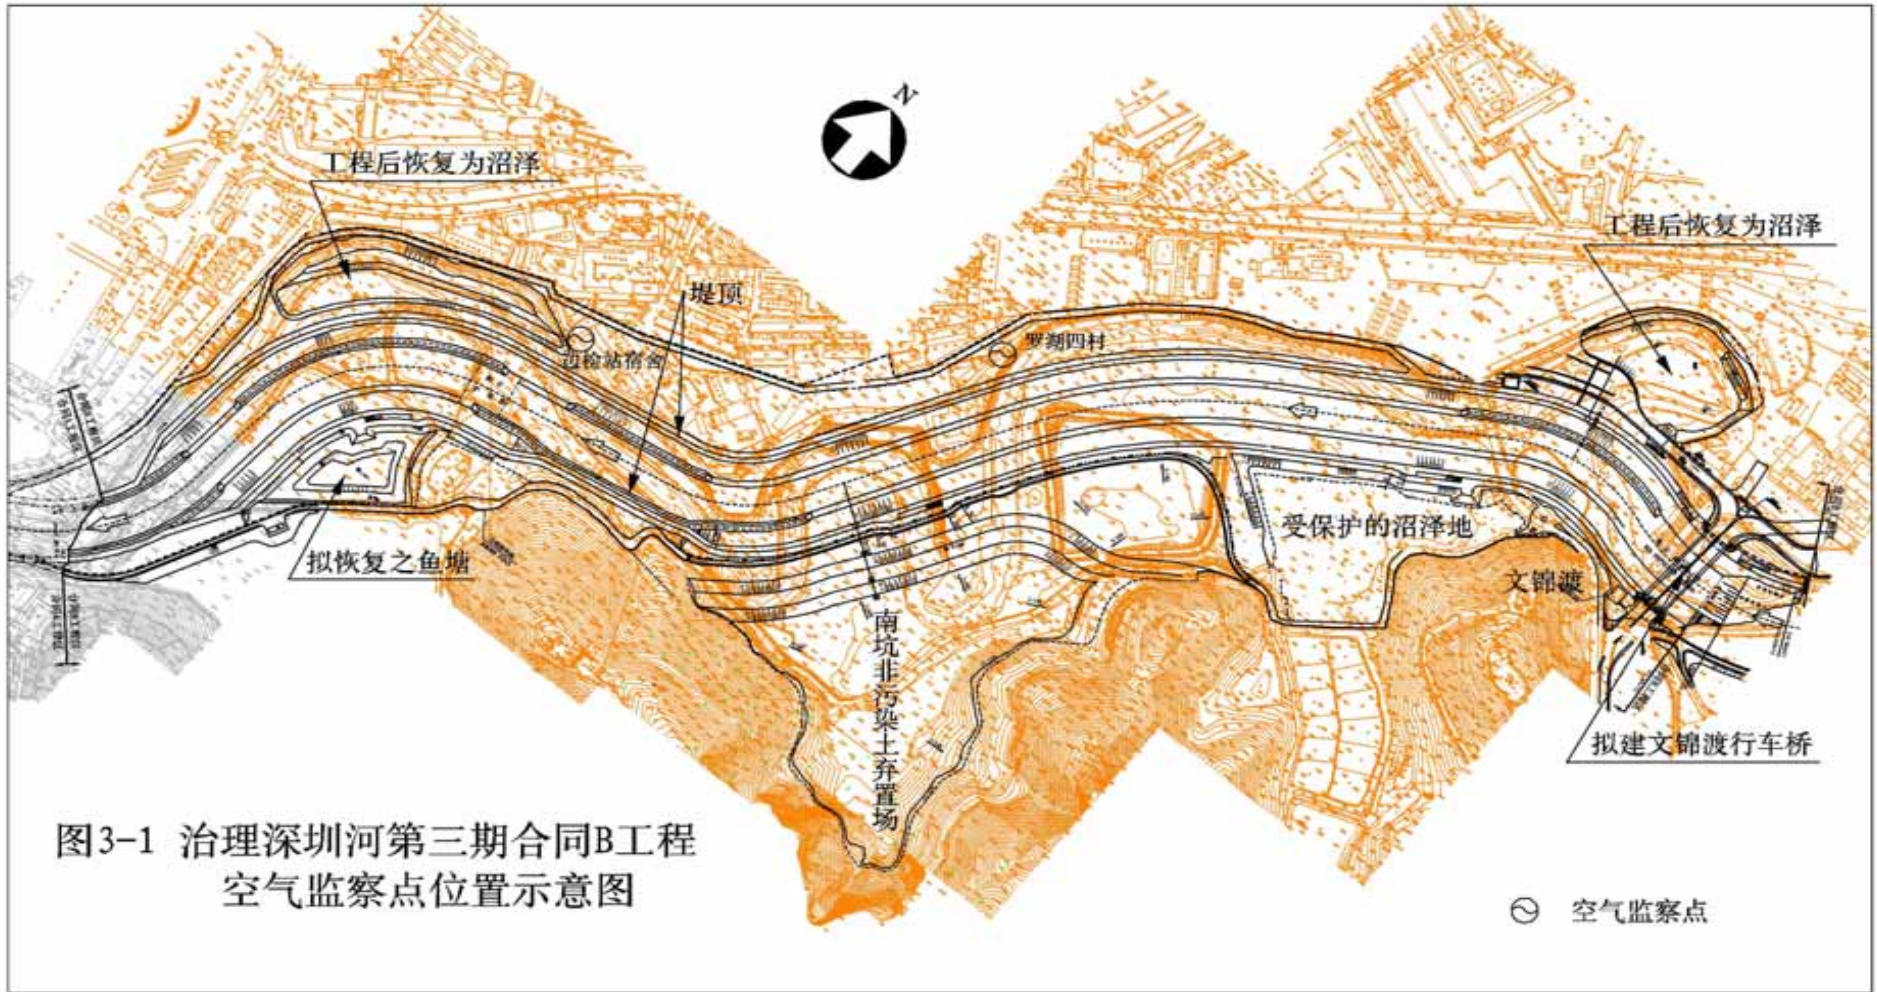 N
工程后恢复为沼泽
工程后恢复为沼泽
堤顶
罗湖四村
边检站宿舍
受保护的沼泽地
拟恢复之鱼塘
文锦渡
南坑非污染土弃置场
拟建文锦渡行车桥
图3-1 治理深圳河第三期合同B工程
空气监察点位置示意图
空气监察点